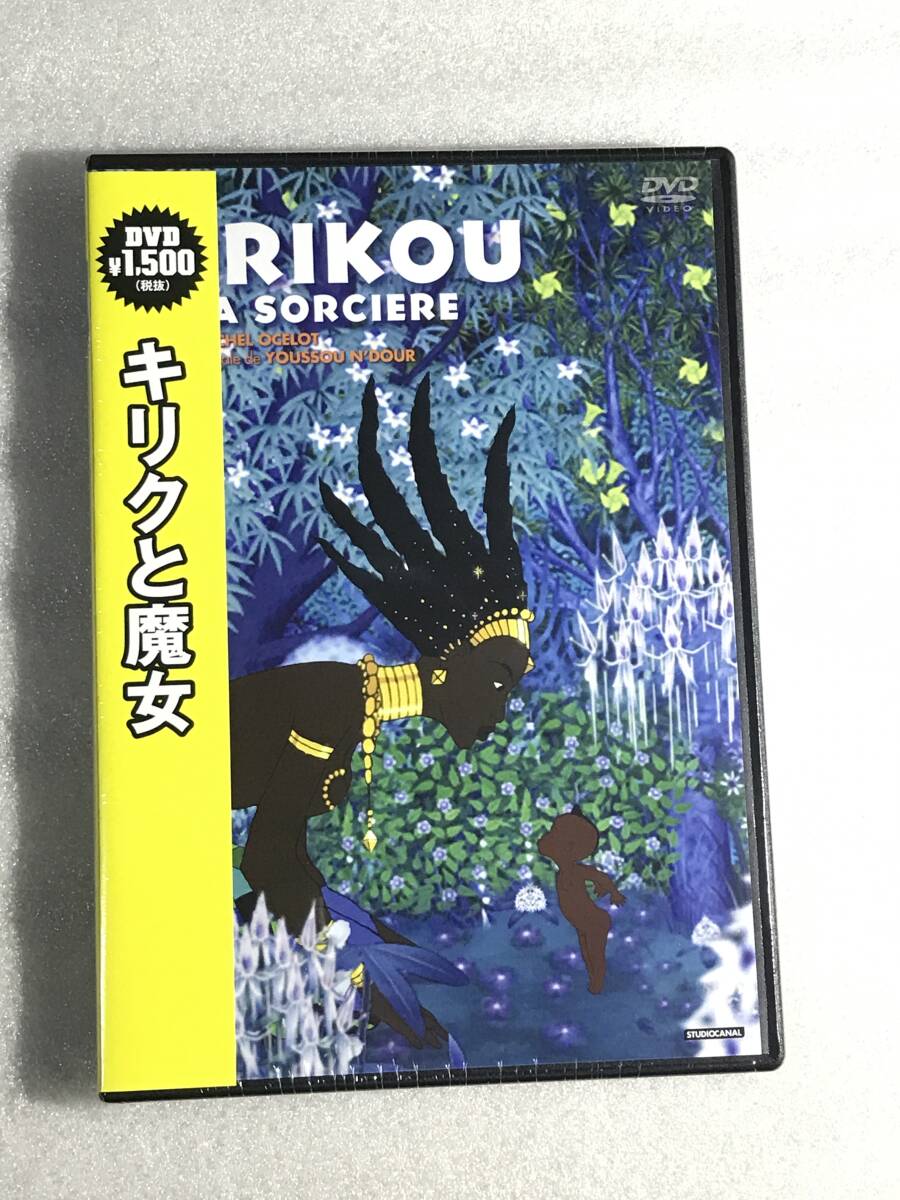 DVD
¥1,500
(税抜)
キリクと魔女
DVD
VIDEO
RIKOU
A SORCIERE
HEL OCELOT
de YOUSSOU N'DOUR
STUDIOCANAL